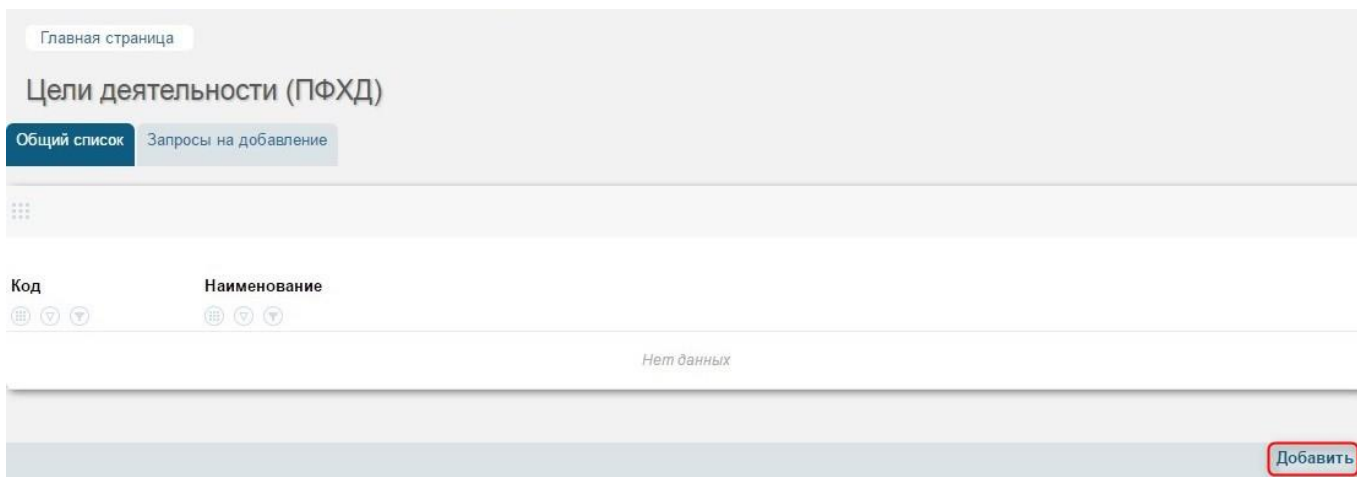 Главная страница
Цели деятельности (ПФХД)
Общий список Запросы на добавление
Код Наименование
Нет данных
Добавить